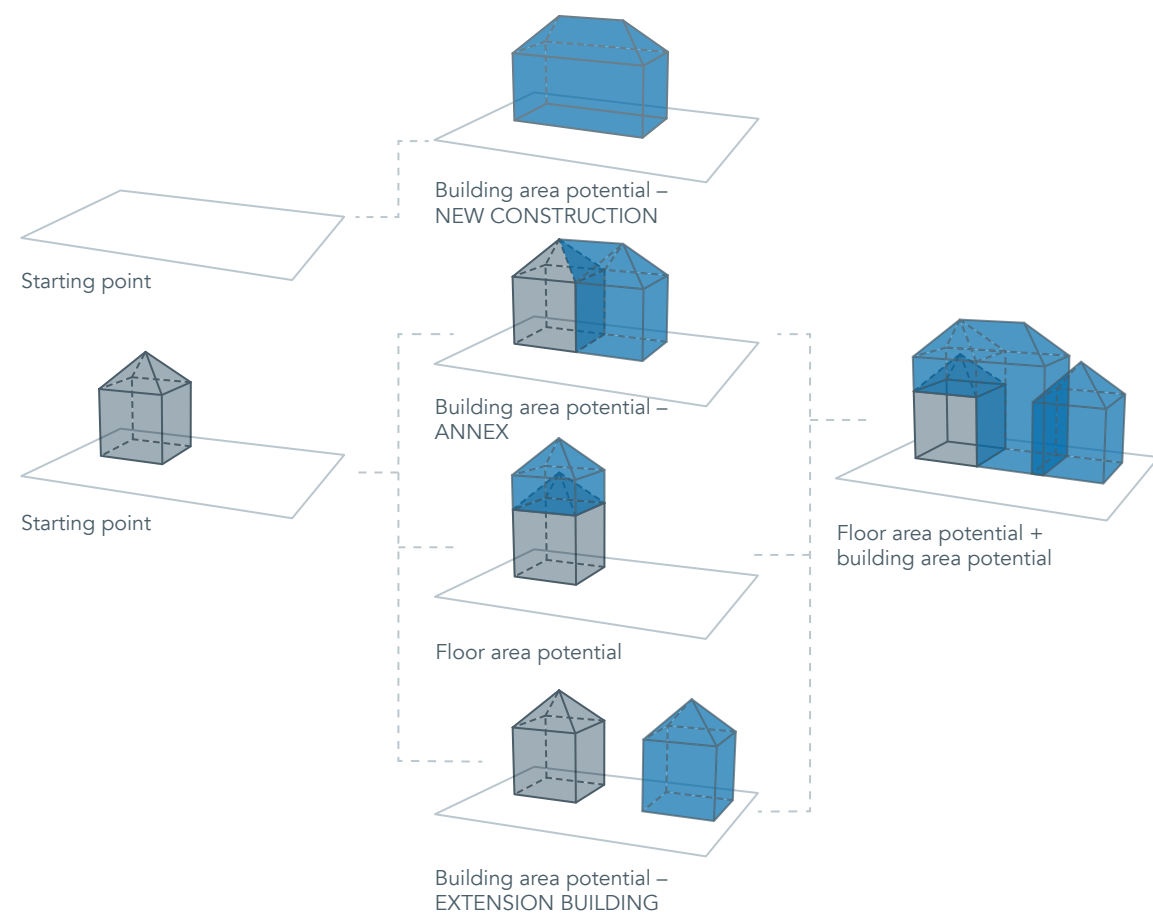 Building area potential –
NEW CONSTRUCTION
Starting point
Building area potential –
ANNEX
Starting point
Floor area potential +
building area potential
Floor area potential
Building area potential –
EXTENSION BUILDING